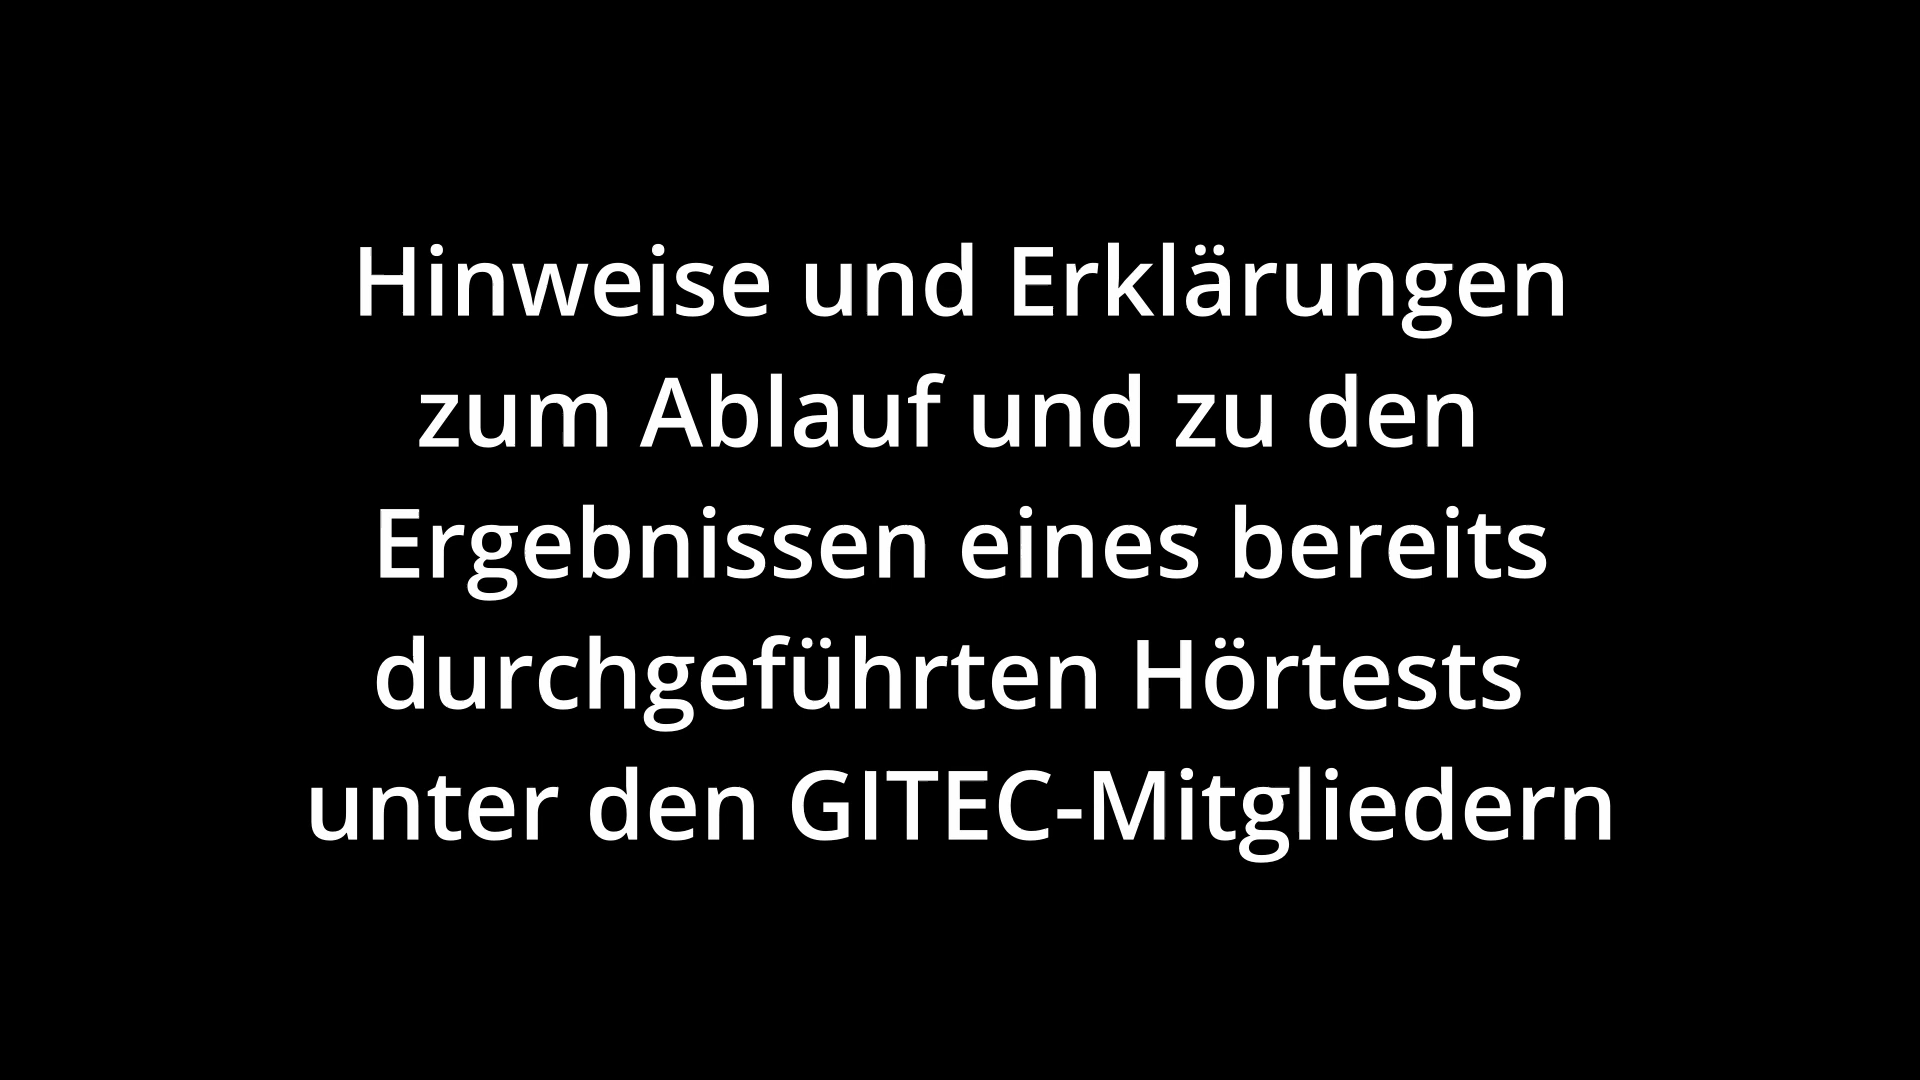 Hinweise und Erklärungen
zum Ablauf und zu den
Ergebnissen eines bereits
durchgeführten Hörtests
unter den GITEC-Mitgliedern